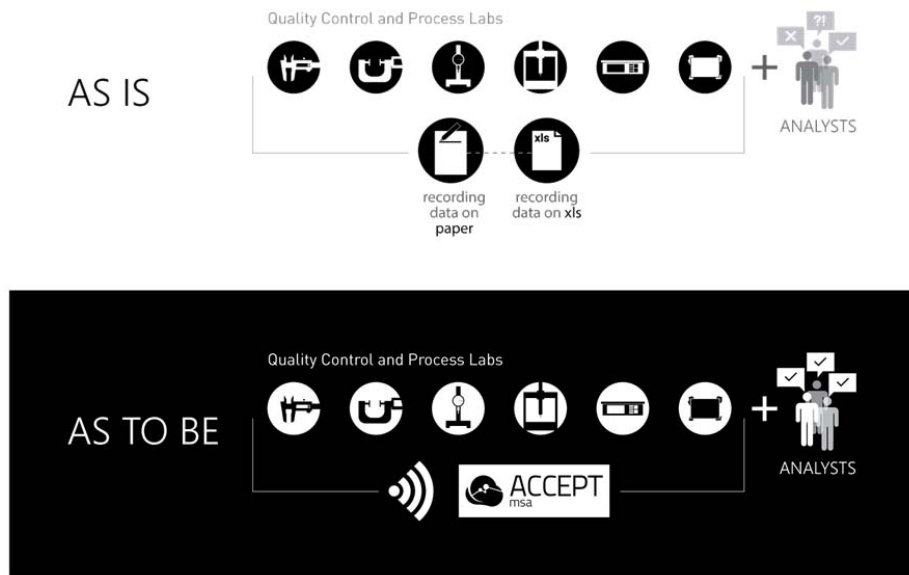 Quality Control and Process Labs
?!
AS IS
+
ANALYSTS
xls
recording
data on
paper
recording
data on xls
Quality Control and Process Labs
AS TO BE
+
ANALYSTS
ACCEPT
msa